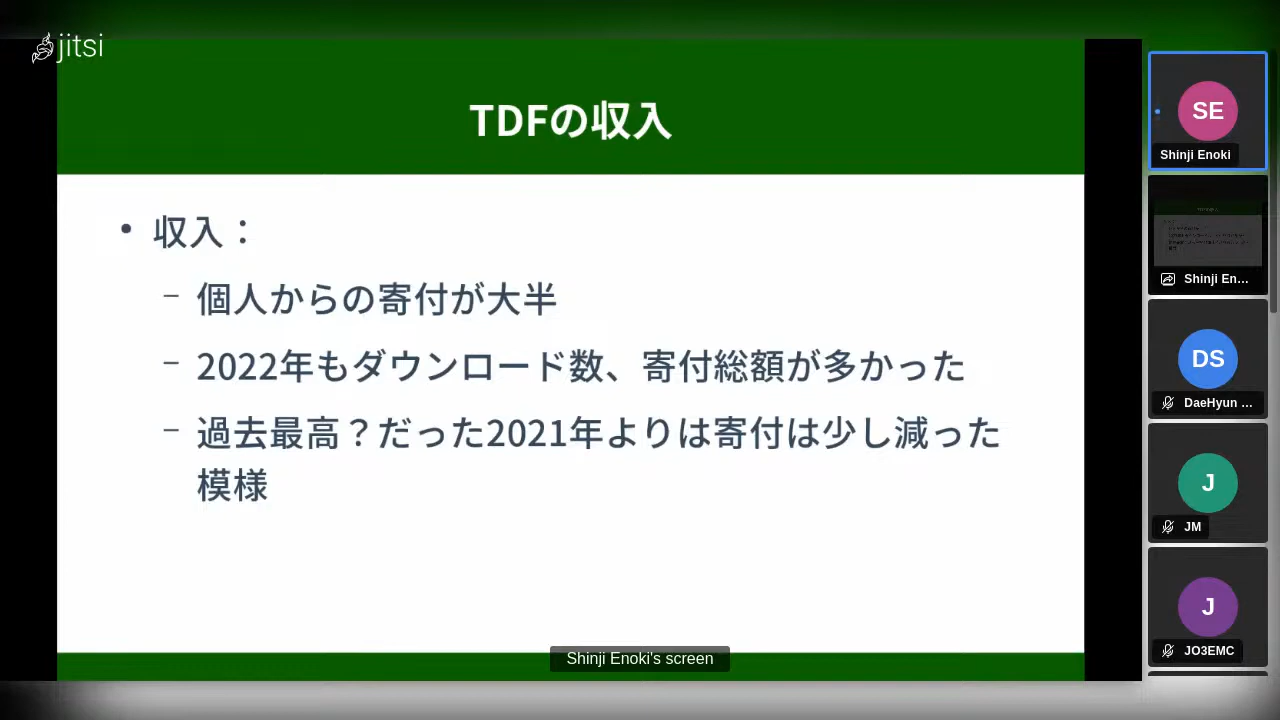 jitsi
TDFの収入
• 収入：
– 個人からの寄付が大半
– 2022年もダウンロード数、寄付総額が多かった
– 過去最高？だった2021年よりは寄付は少し減った
模様
Shinji Enoki's screen
SE
Shinji Enoki
Shinji En...
DS
DaeHyun ...
J
JM
J
JO3EMC